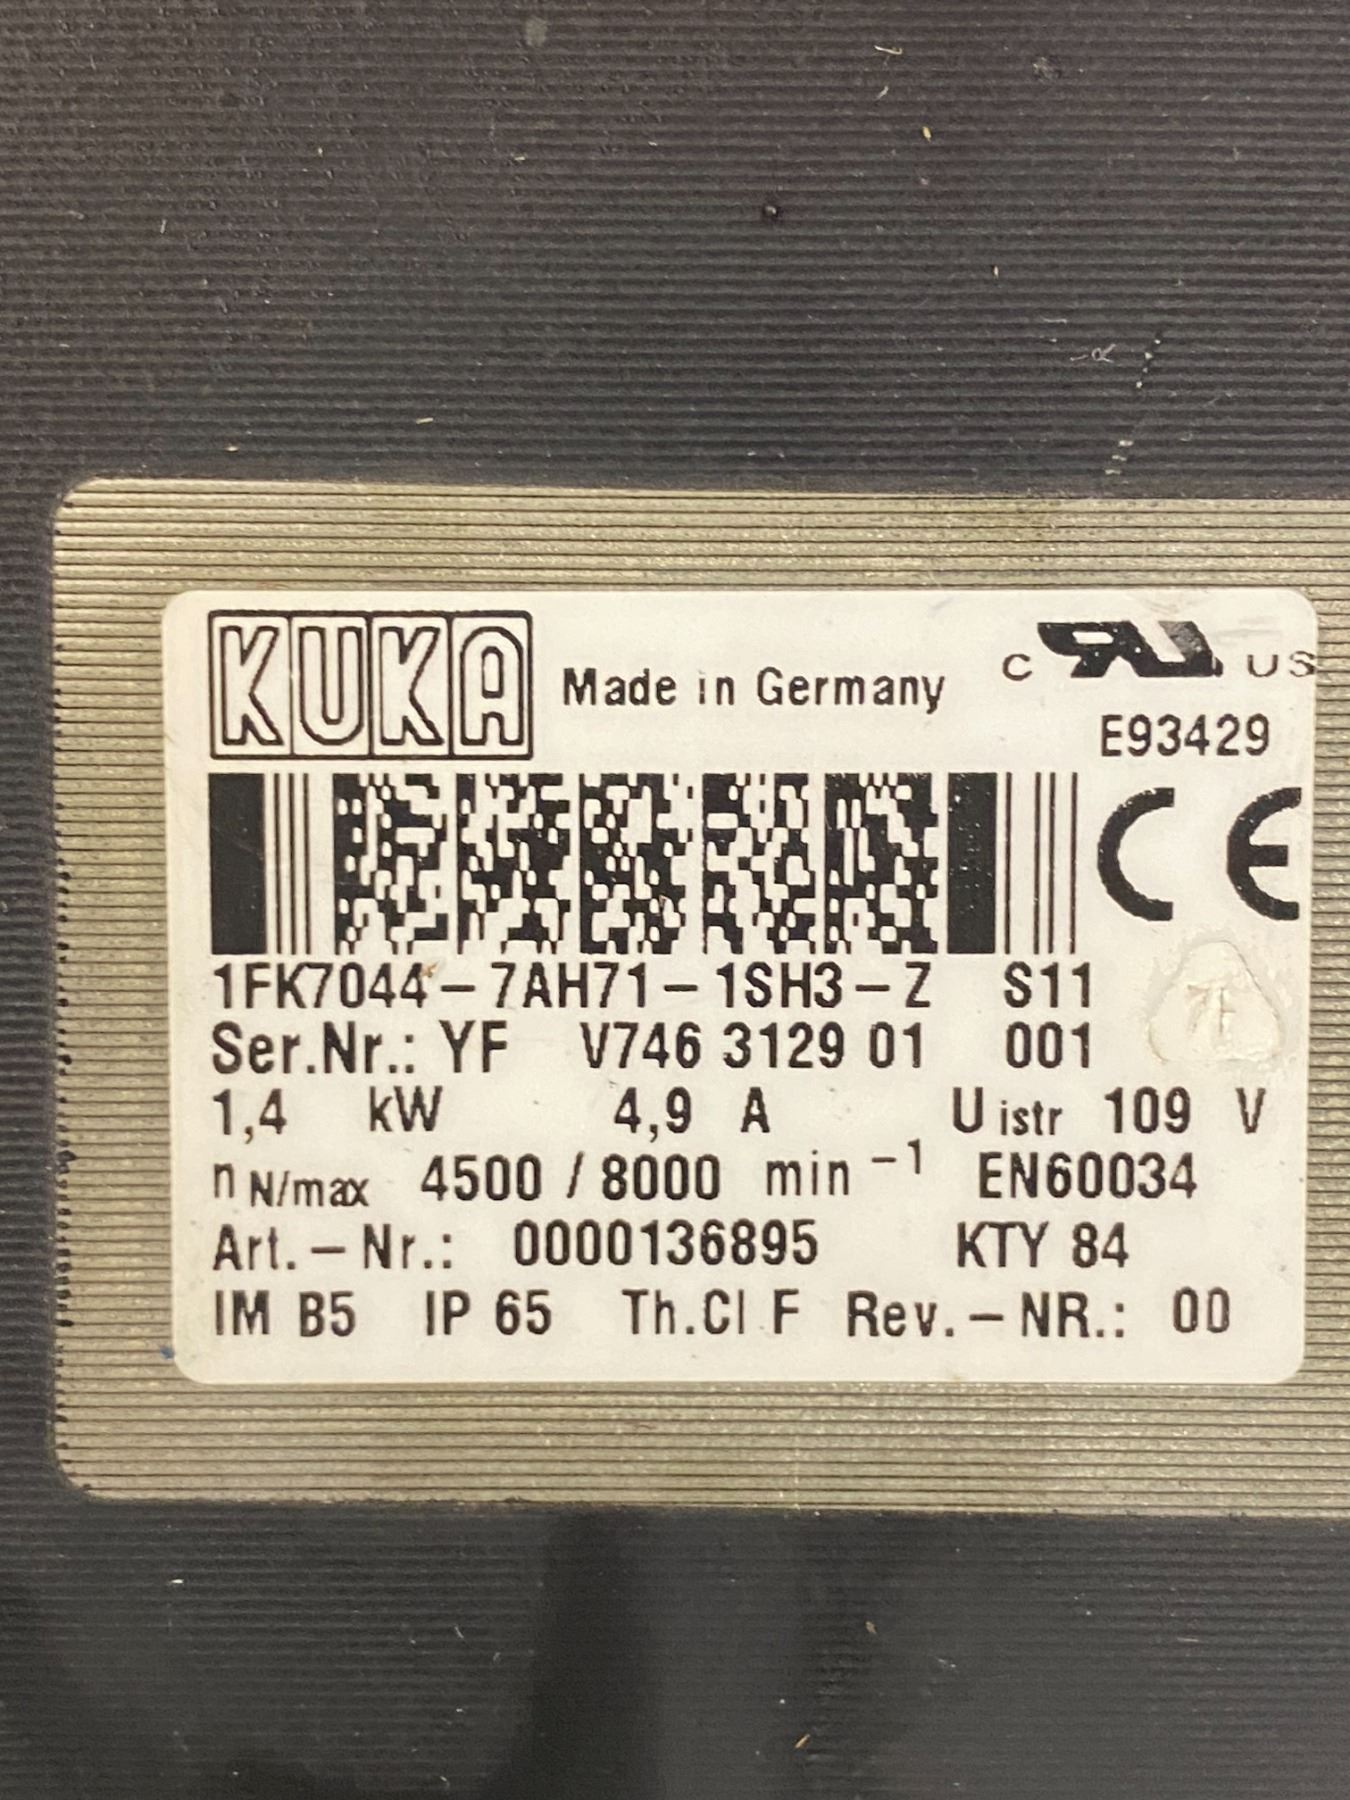 KUKA Made in Germany C RU US
E93429
CE
1FK7044-7AH71-1SH3-Z S11
Ser.Nr.: YF V746 3129 01 001
1,4 kW 4,9 A U istr 109 V
n N/max 4500 / 8000 min -1 EN60034
Art.-Nr.: 0000136895 KTY 84
IM B5 IP 65 Th.Cl F Rev.-NR.: 00